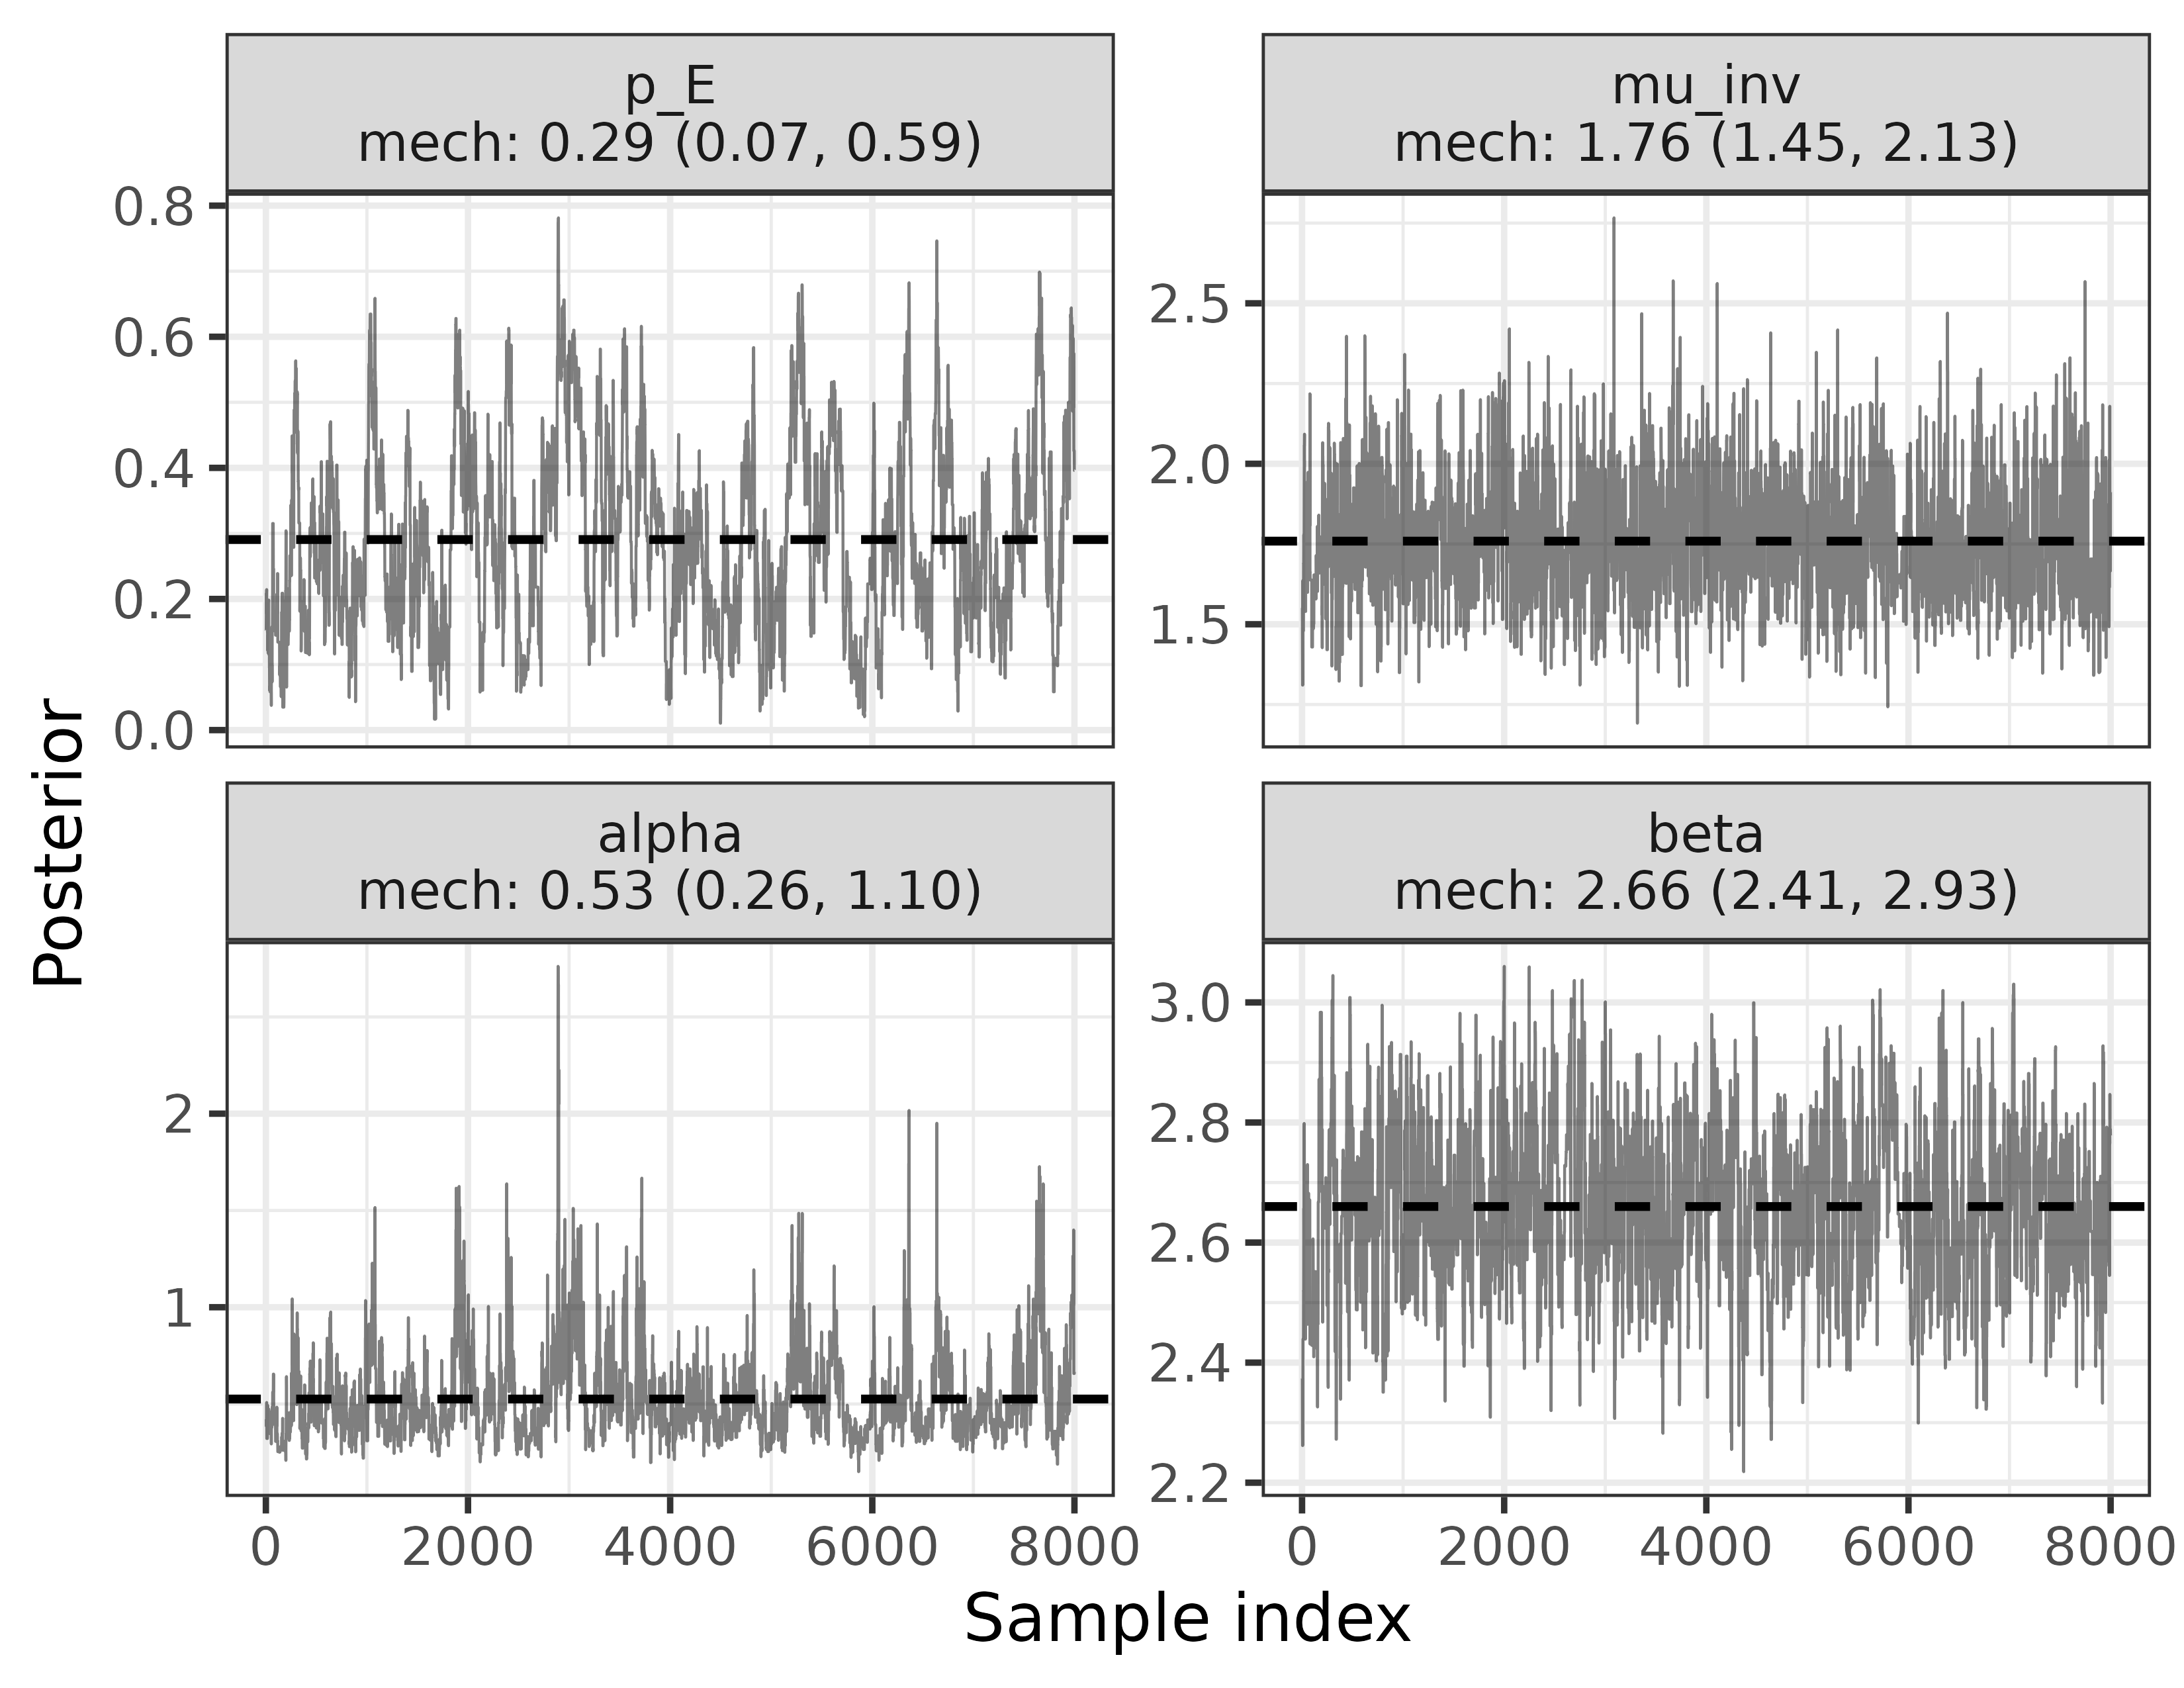 p_E
mech: 0.29 (0.07, 0.59)
mu_inv
mech: 1.76 (1.45, 2.13)
0.8
0.6
0.4
0.2
0.0
2.5
2.0
1.5
Posterior
alpha
mech: 0.53 (0.26, 1.10)
beta
mech: 2.66 (2.41, 2.93)
2
1
3.0
2.8
2.6
2.4
2.2
0 2000 4000 6000 8000
0 2000 4000 6000 8000
Sample index